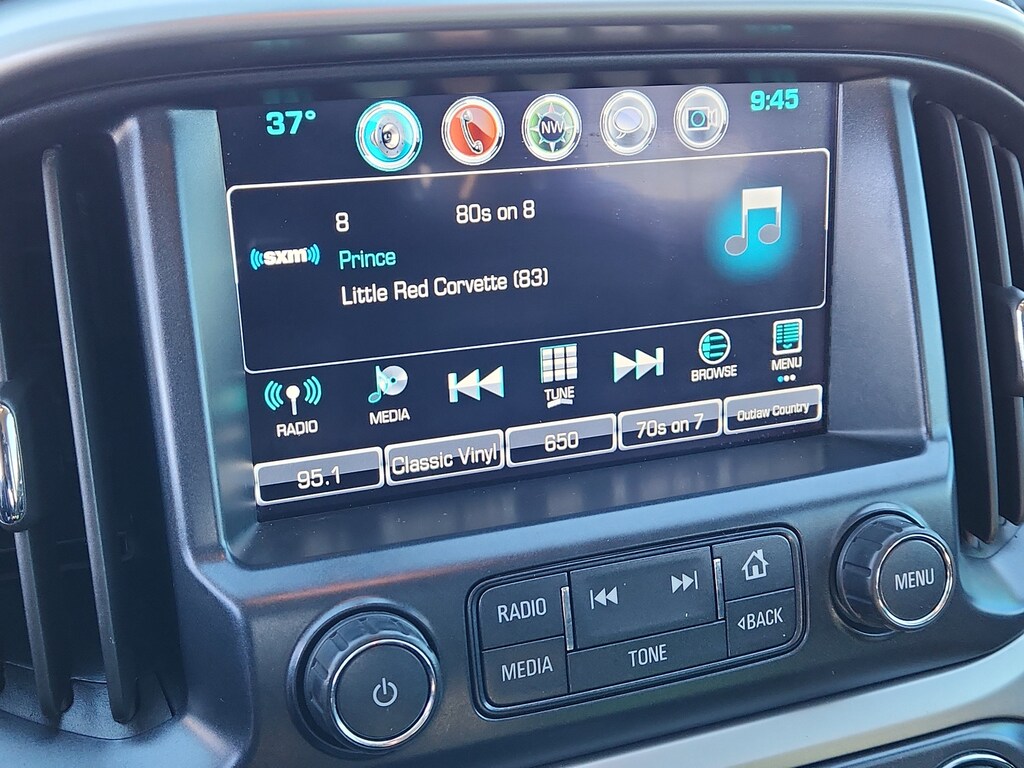 37°
NW
9:45
8
80s on 8
((sxm))
Prince
Little Red Corvette (83)
RADIO
MEDIA
TUNE
BROWSE
MENU
95.1
Classic Vinyl
650
70s on 7
Outlaw Country
RADIO
MEDIA
TONE
BACK
MENU